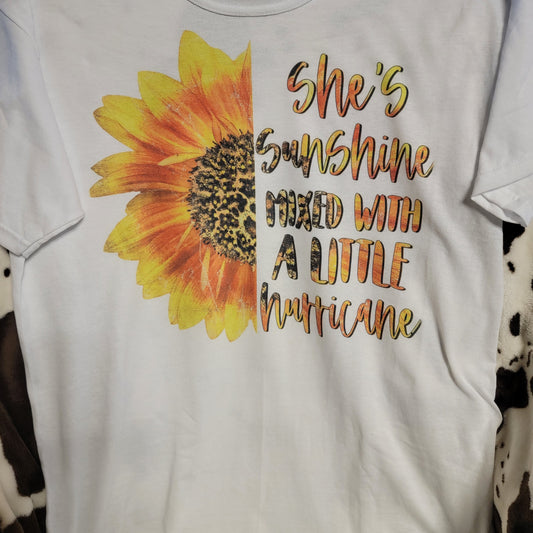 She's
Sunshine
MIXED WITH
A LITTLE
hurricane